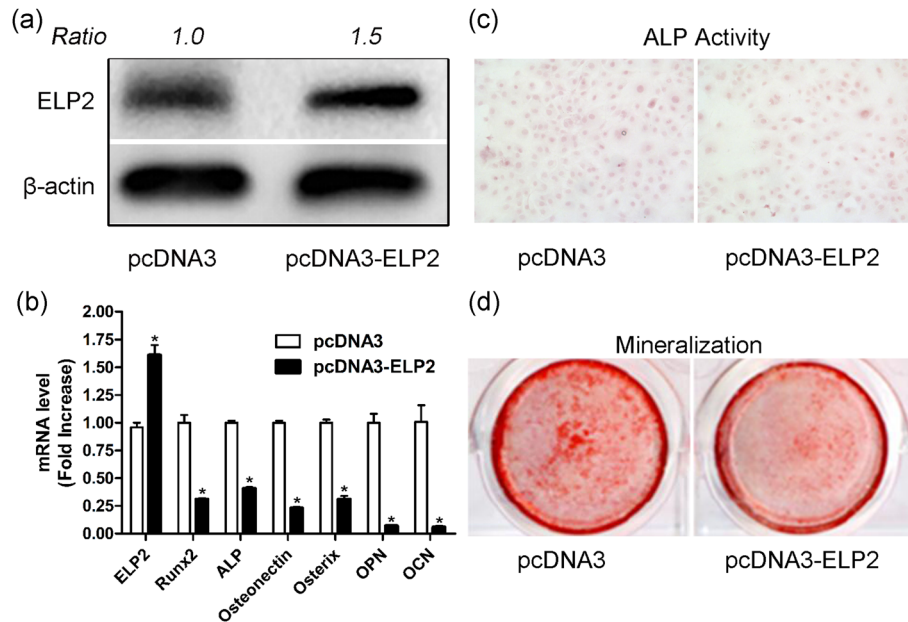 (a)
Ratio 1.0 1.5
ELP2
β-actin
pcDNA3 pcDNA3-ELP2
(b)
mRNA level
(Fold Increase)
2.00
1.75
1.50
1.25
1.00
0.75
0.50
0.25
0.00
pcDNA3
pcDNA3-ELP2
*
*
*
*
*
*
*
ELP2
Runx2
ALP
Osteonectin
Osterix
OPN
OCN
(c)
ALP Activity
pcDNA3 pcDNA3-ELP2
(d)
Mineralization
pcDNA3 pcDNA3-ELP2